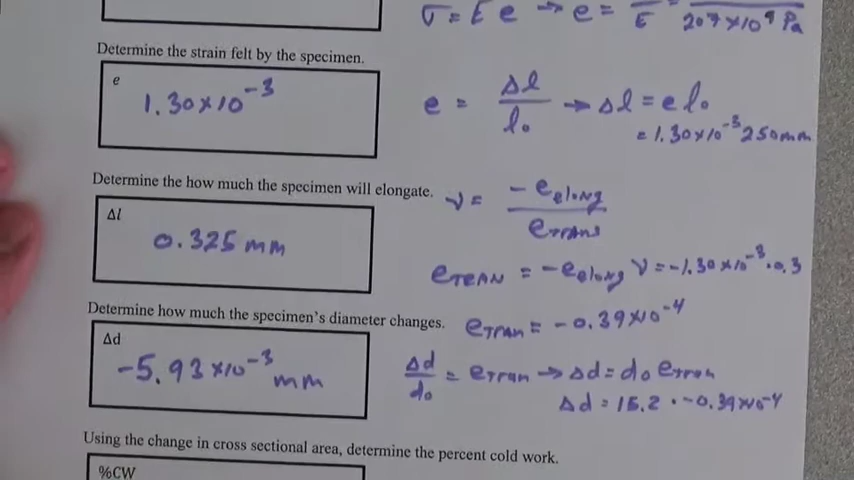 σ = E e → e = — = —
E 207×10⁹ Pa
Determine the strain felt by the specimen.
e
1.30×10⁻³
e = Δl / l₀ → Δl = e l₀
= 1.30×10⁻³ 250mm
Determine the how much the specimen will elongate.
Δl
0.325 mm
ν = -e_elong / e_TRANS
e_TRAN = -e_elong ν = -1.30×10⁻³ · 0.3
Determine how much the specimen's diameter changes.
Δd
-5.93×10⁻³ mm
e_TRAN = -0.39×10⁻⁴
Δd / d₀ = e_TRAN → Δd = d₀ e_TRAN
Δd = 15.2 · -0.39×10⁻⁴
Using the change in cross sectional area, determine the percent cold work.
%CW